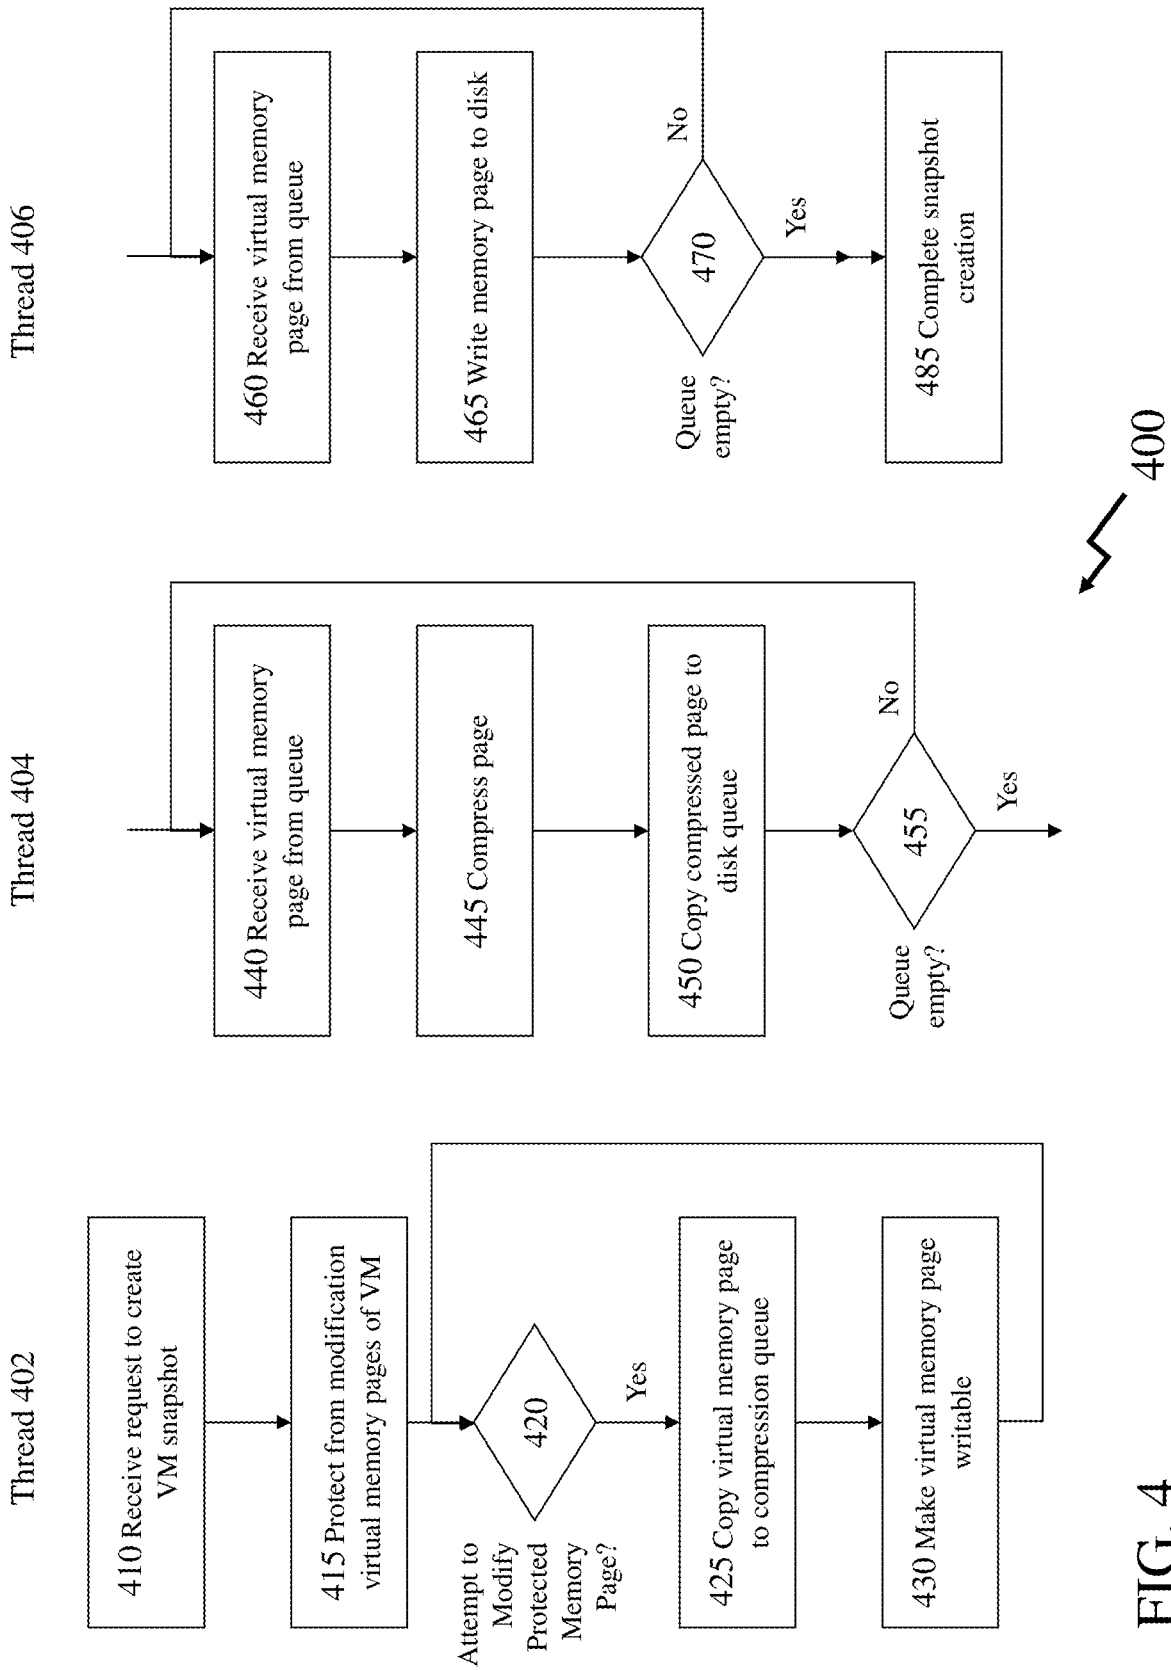 Thread 402
410 Receive request to create
VM snapshot
415 Protect from modification
virtual memory pages of VM
Attempt to
Modify
Protected
Memory
Page?
420
Yes
425 Copy virtual memory page
to compression queue
430 Make virtual memory page
writable
Thread 404
440 Receive virtual memory
page from queue
445 Compress page
450 Copy compressed page to
disk queue
Queue
empty?
455
No
Yes
Thread 406
460 Receive virtual memory
page from queue
465 Write memory page to disk
Queue
empty?
470
No
Yes
485 Complete snapshot
creation
400
FIG. 4